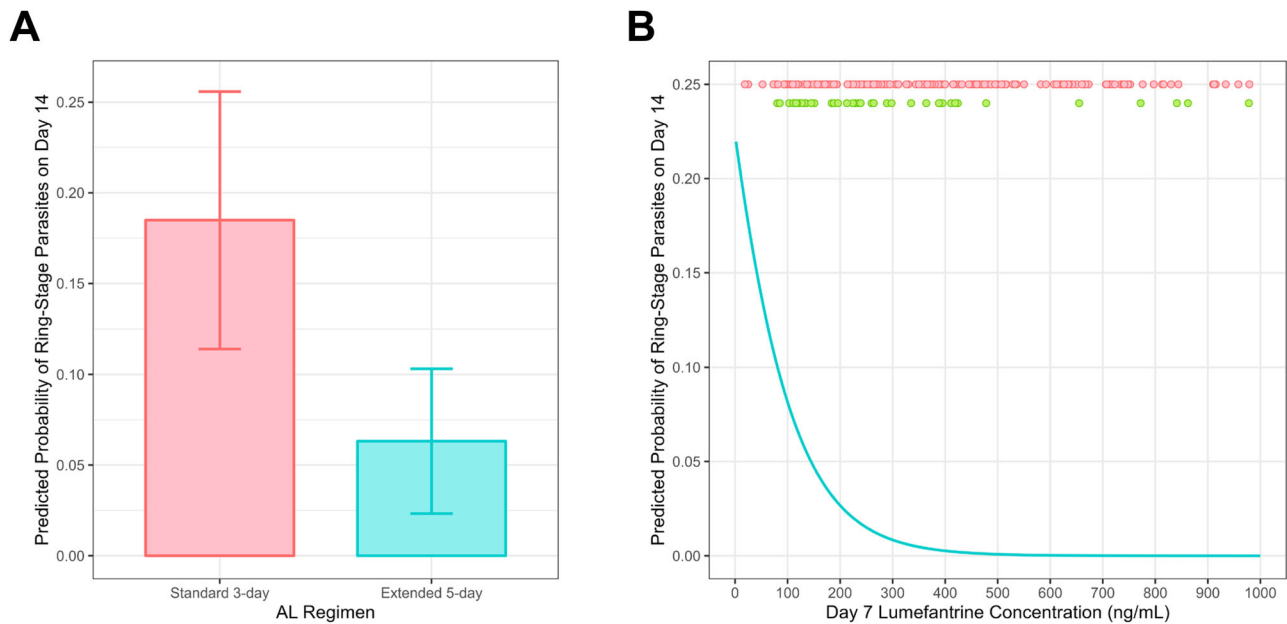 A
Predicted Probability of Ring-Stage Parasites on Day 14
0.25
0.20
0.15
0.10
0.05
0.00
Standard 3-day
Extended 5-day
AL Regimen
B
Predicted Probability of Ring-Stage Parasites on Day 14
0.25
0.20
0.15
0.10
0.05
0.00
0 100 200 300 400 500 600 700 800 900 1000
Day 7 Lumefantrine Concentration (ng/mL)